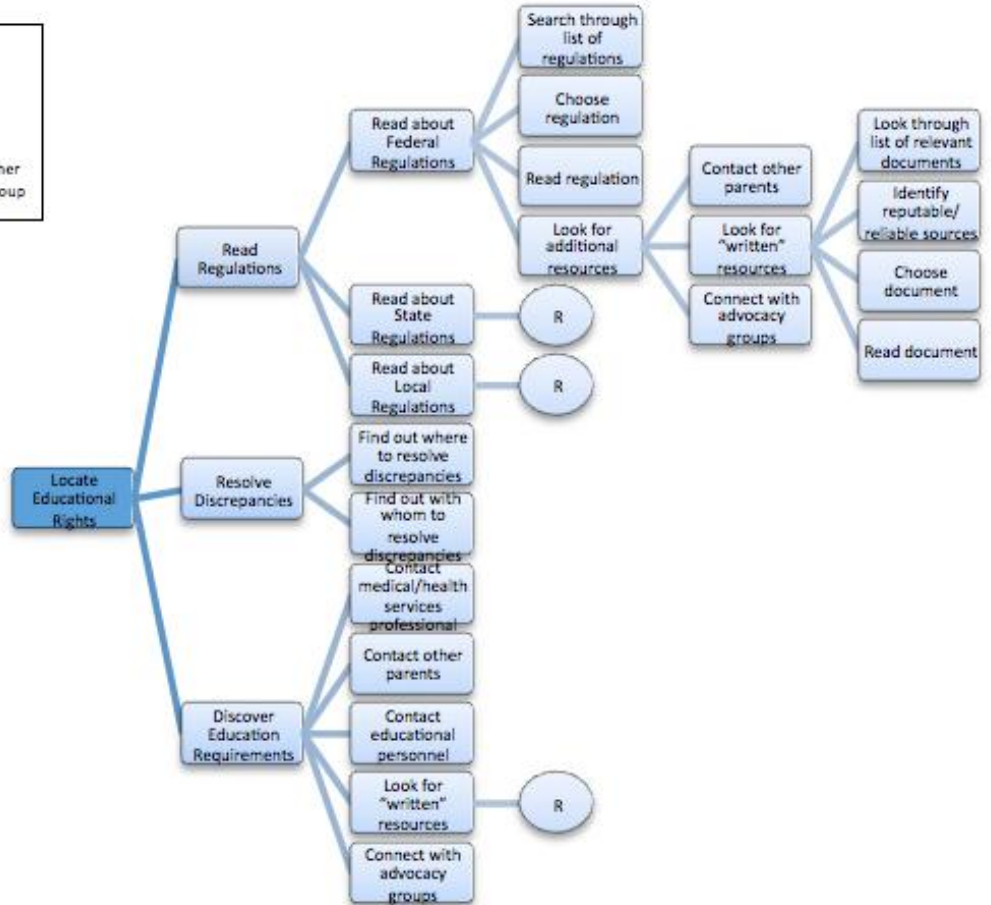 her
oup
Search through
list of
regulations
Choose
regulation
Read about
Federal
Regulations
Read regulation
Look for
additional
resources
Contact other
parents
Look for
"written"
resources
Connect with
advocacy
groups
Look through
list of relevant
documents
Identify
reputable/
reliable sources
Choose
document
Read document
Read
Regulations
Read about
State
Regulations
R
Read about
Local
Regulations
R
Locate
Educational
Rights
Resolve
Discrepancies
Find out where
to resolve
discrepancies
Find out with
whom to
resolve
discrepancies
Contact
medical/health
services
professional
Contact other
parents
Discover
Education
Requirements
Contact
educational
personnel
Look for
"written"
resources
R
Connect with
advocacy
groups